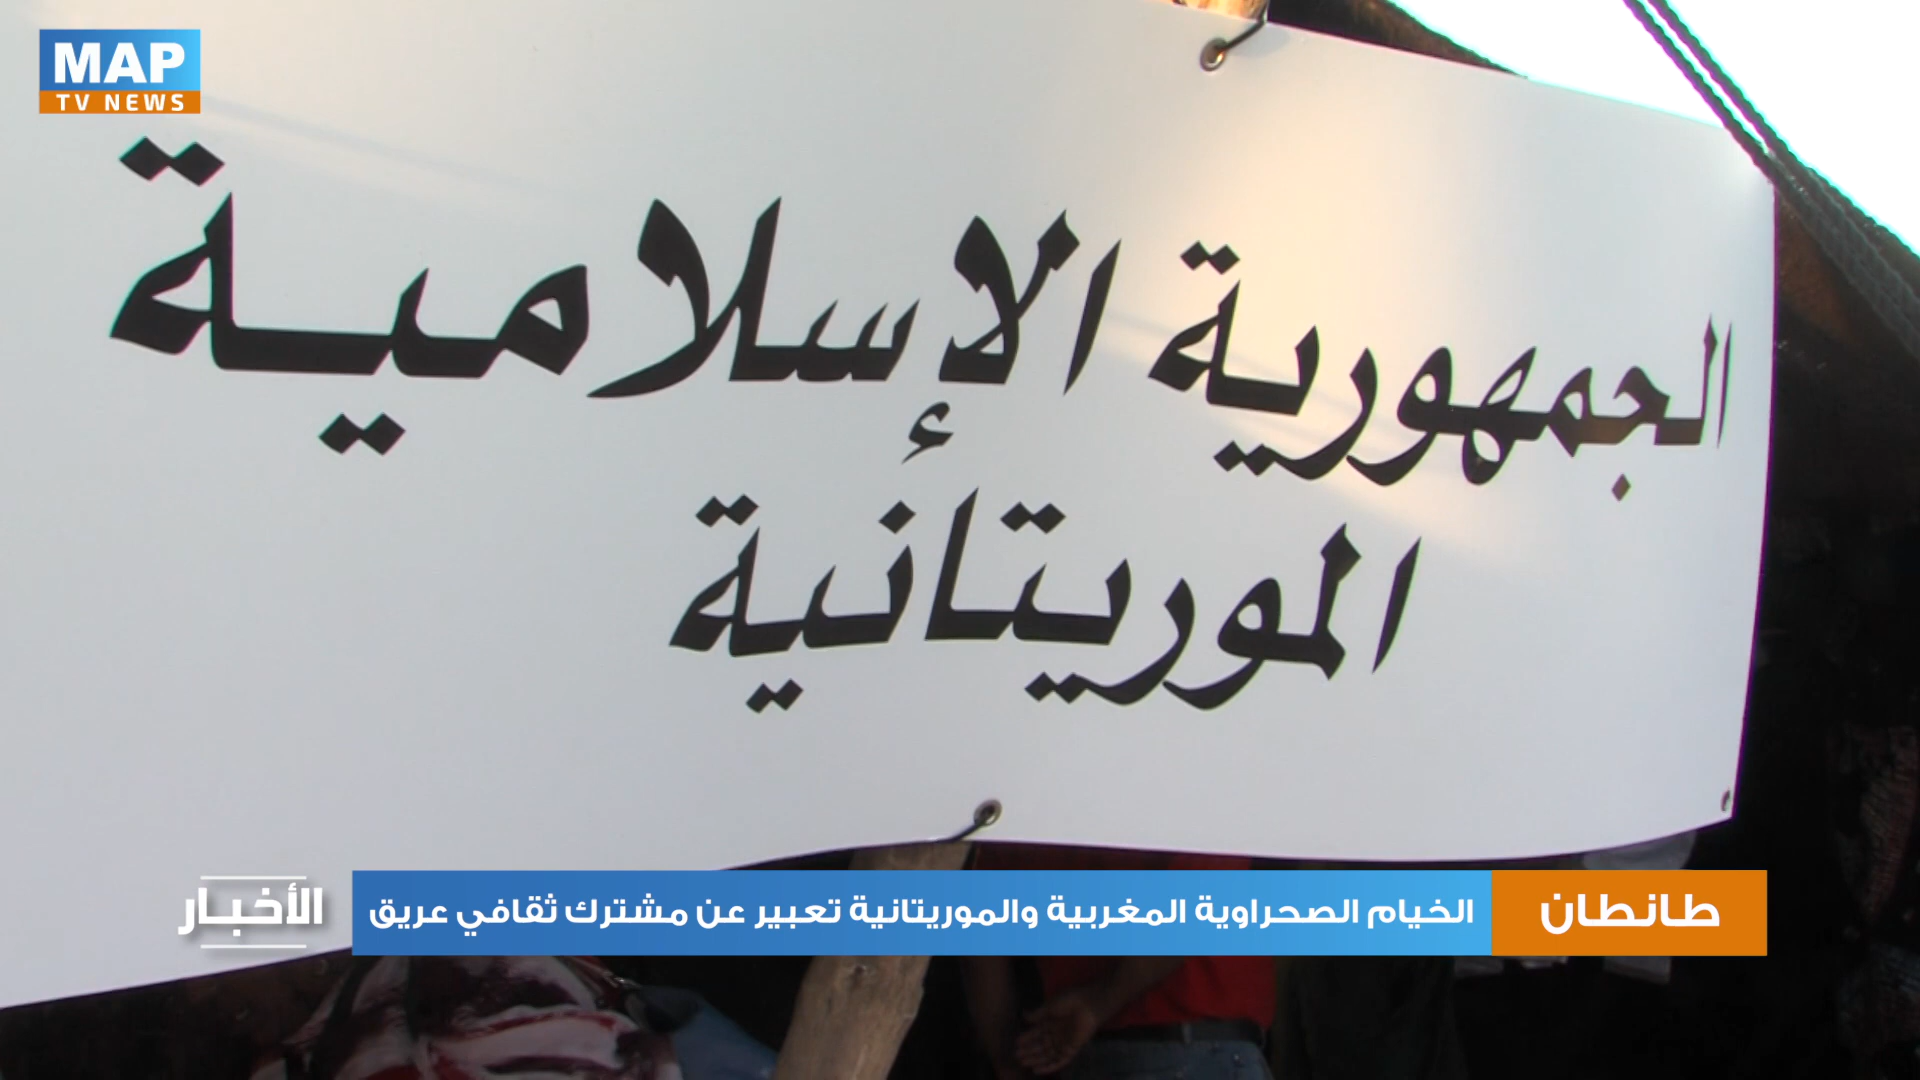 MAP
TV NEWS
الجمهورية الإسلامية
الموريتانية
طانطان
الخيام الصحراوية المغربية والموريتانية تعبير عن مشترك ثقافي عريق
الأخبار